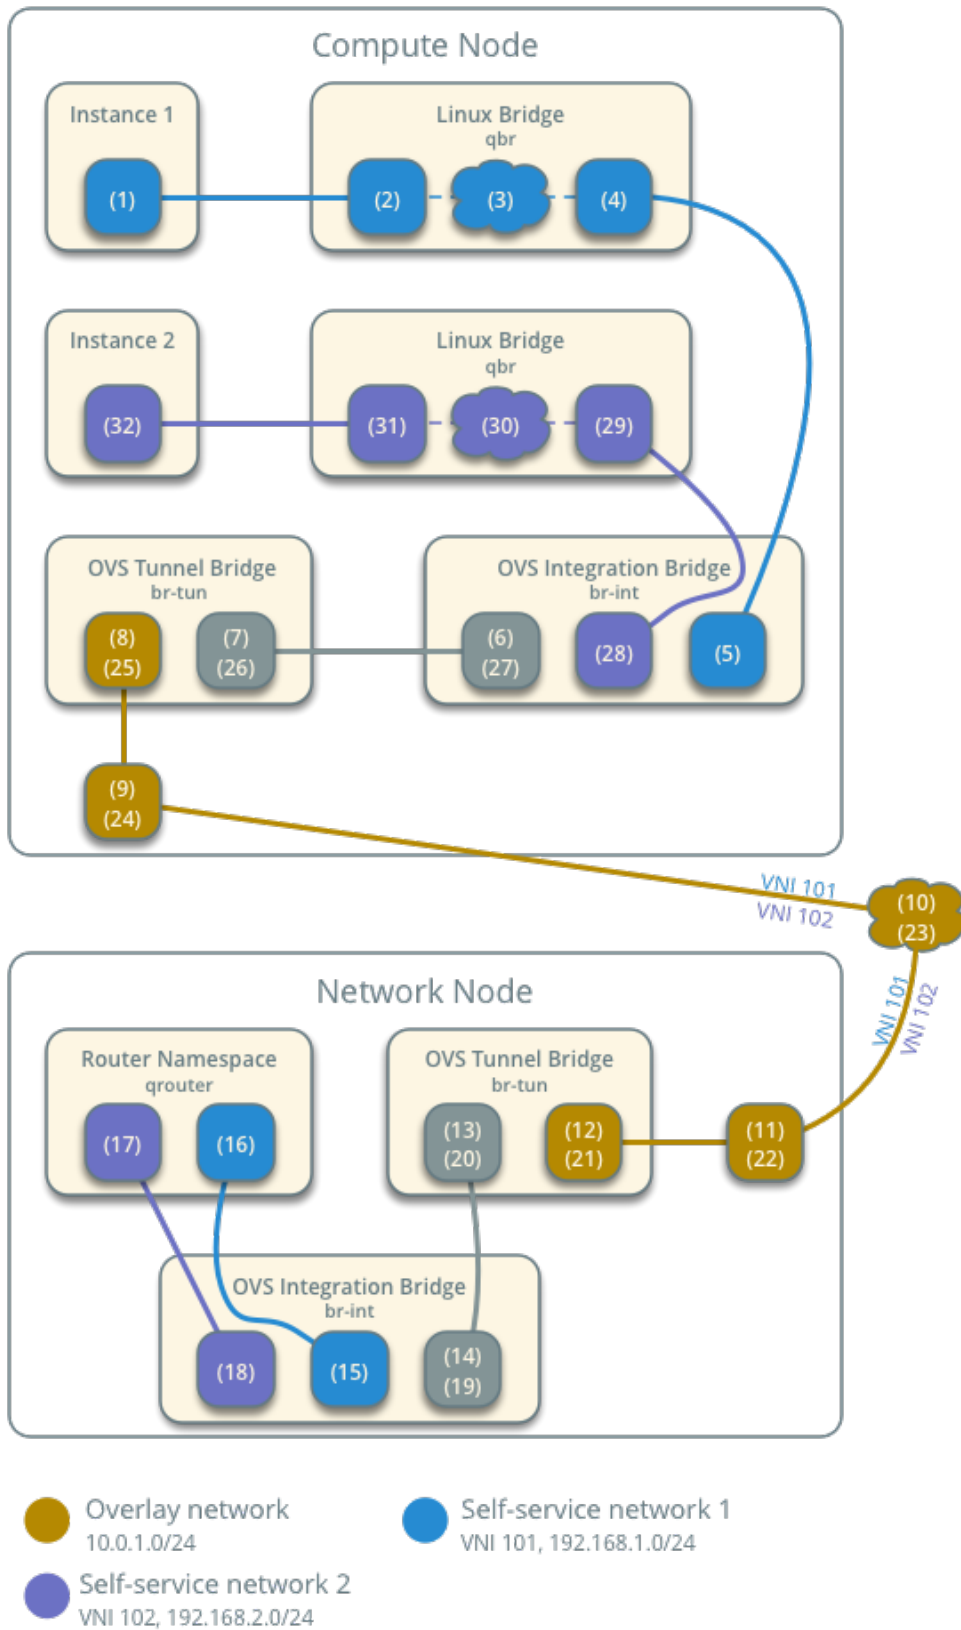 Compute Node
Instance 1
Linux Bridge
qbr
(1)
(2)
(3)
(4)
Instance 2
Linux Bridge
qbr
(32)
(31)
(30)
(29)
OVS Tunnel Bridge
br-tun
OVS Integration Bridge
br-int
(8)
(25)
(7)
(26)
(6)
(27)
(28)
(5)
(9)
(24)
VNI 101
VNI 102
(10)
(23)
VNI 101
VNI 102
Network Node
Router Namespace
qrouter
OVS Tunnel Bridge
br-tun
(17)
(16)
(13)
(20)
(12)
(21)
(11)
(22)
OVS Integration Bridge
br-int
(18)
(15)
(14)
(19)
Overlay network
10.0.1.0/24
Self-service network 1
VNI 101, 192.168.1.0/24
Self-service network 2
VNI 102, 192.168.2.0/24